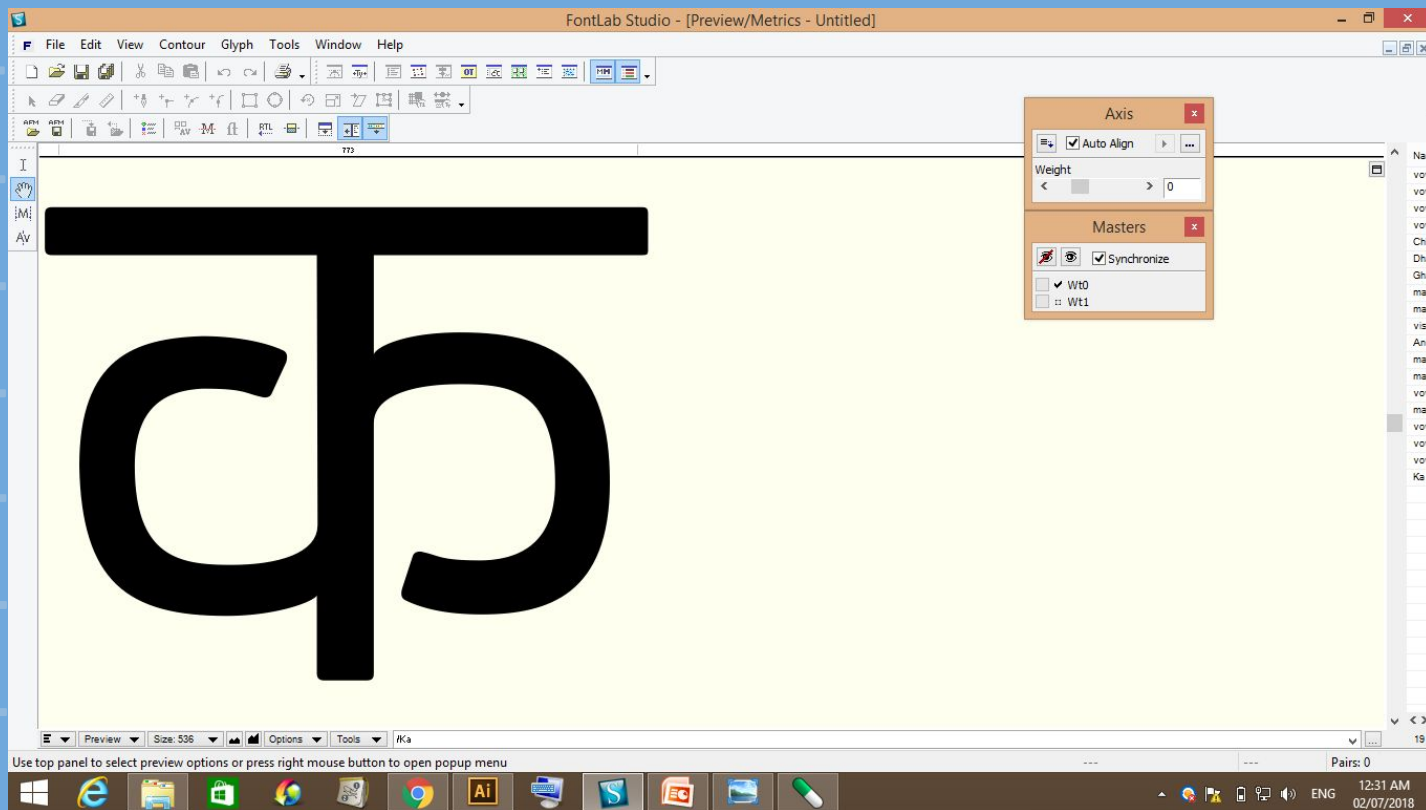 FontLab Studio - [Preview/Metrics - Untitled]
File Edit View Contour Glyph Tools Window Help
773
Axis
Auto Align
Weight
0
Masters
Synchronize
Wt0
Wt1
क
Preview Size: 536 Options Tools /Ka
Use top panel to select preview options or press right mouse button to open popup menu --- --- Pairs: 0
ENG 12:31 AM
02/07/2018